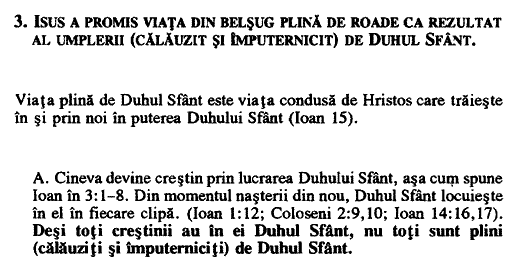 3. ISUS A PROMIS VIAŢA DIN BELŞUG PLINĂ DE ROADE CA REZULTAT
AL UMPLERII (CĂLĂUZIT ŞI ÎMPUTERNICIT) DE DUHUL SFÂNT.
Viaţa plină de Duhul Sfânt este viaţa condusă de Hristos care trăieşte
în şi prin noi în puterea Duhului Sfânt (Ioan 15).
A. Cineva devine creştin prin lucrarea Duhului Sfânt, aşa cum spune
Ioan în 3:1-8. Din momentul naşterii din nou, Duhul Sfânt locuieşte
în el în fiecare clipă. (Ioan 1:12; Coloseni 2:9,10; Ioan 14:16,17).
Deşi toţi creştinii au în ei Duhul Sfânt, nu toţi sunt plini
(călăuziţi şi împuterniciţi) de Duhul Sfânt.